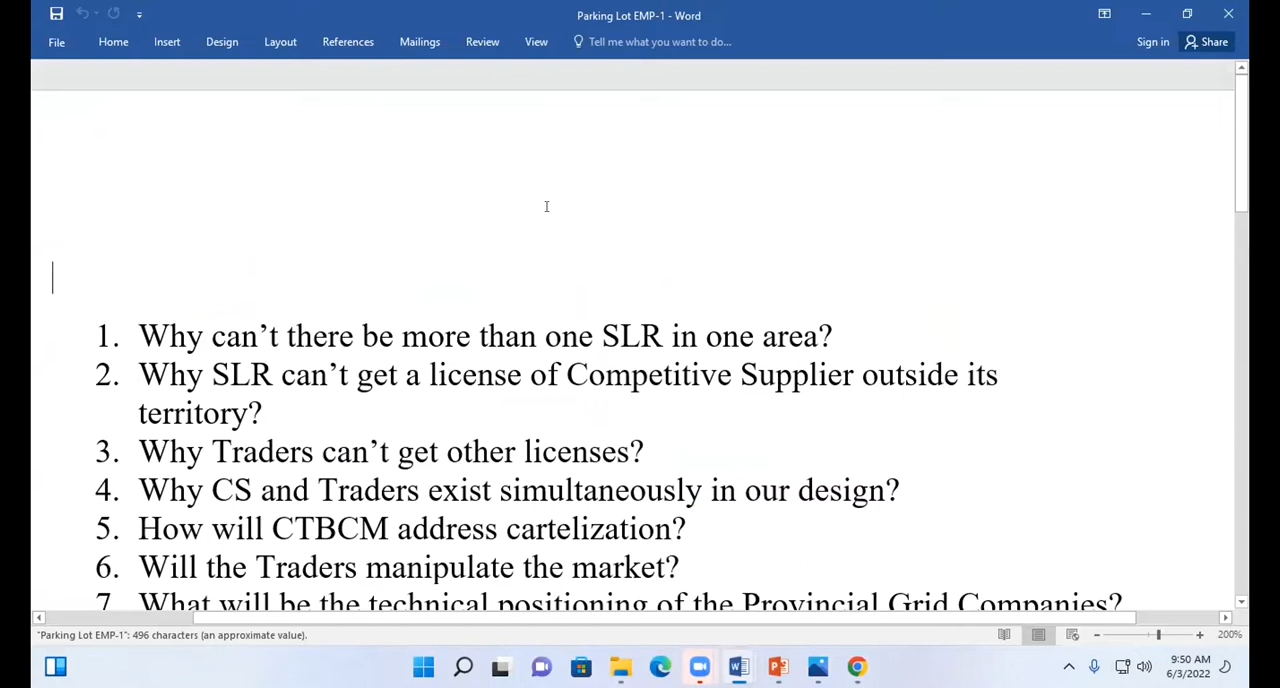 Parking Lot EMP-1 - Word
File Home Insert Design Layout References Mailings Review View Tell me what you want to do... Sign in Share
1. Why can’t there be more than one SLR in one area?
2. Why SLR can’t get a license of Competitive Supplier outside its
territory?
3. Why Traders can’t get other licenses?
4. Why CS and Traders exist simultaneously in our design?
5. How will CTBCM address cartelization?
6. Will the Traders manipulate the market?
7. What will be the technical positioning of the Provincial Grid Companies?
"Parking Lot EMP-1": 496 characters (an approximate value).
200%
9:50 AM
6/3/2022